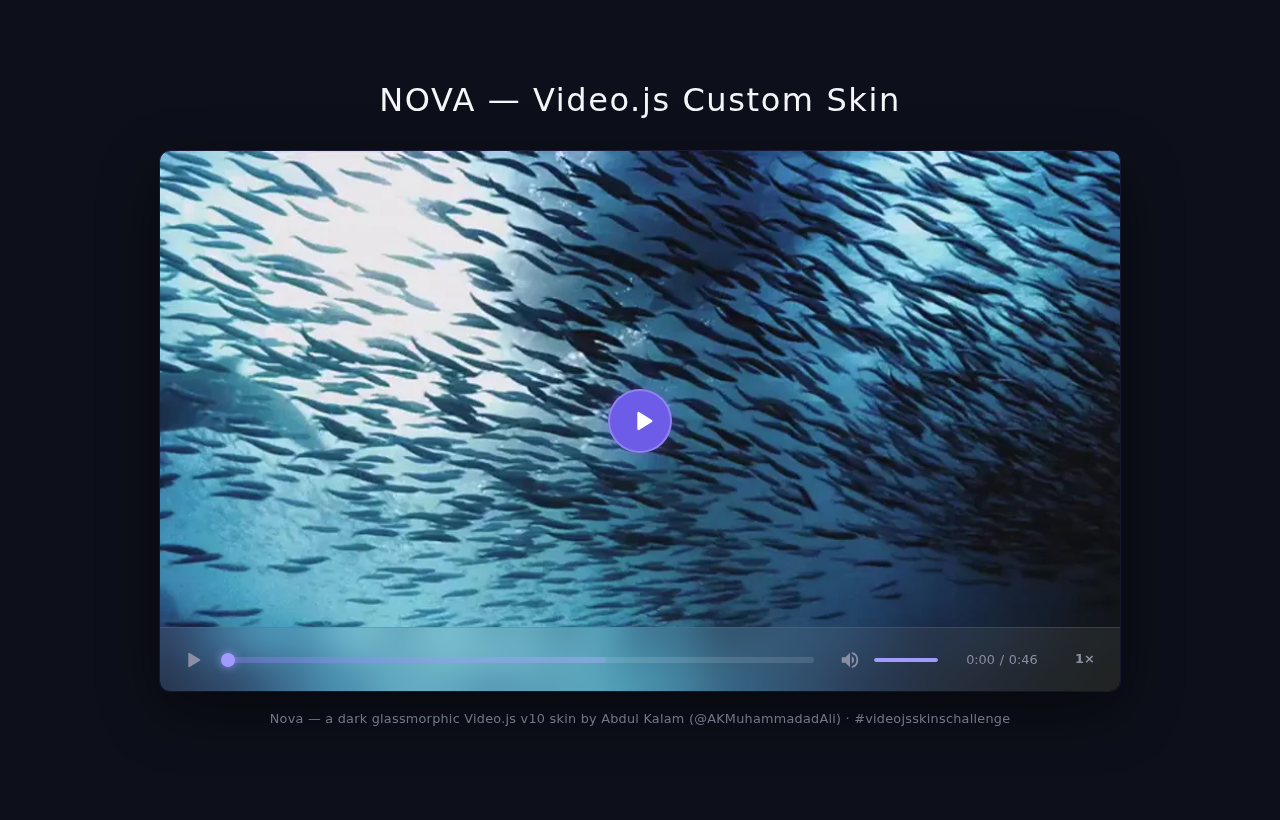 NOVA — Video.js Custom Skin
0:00 / 0:46
1×
Nova — a dark glassmorphic Video.js v10 skin by Abdul Kalam (@AKMuhammadadAli) · #videojsskinschallenge